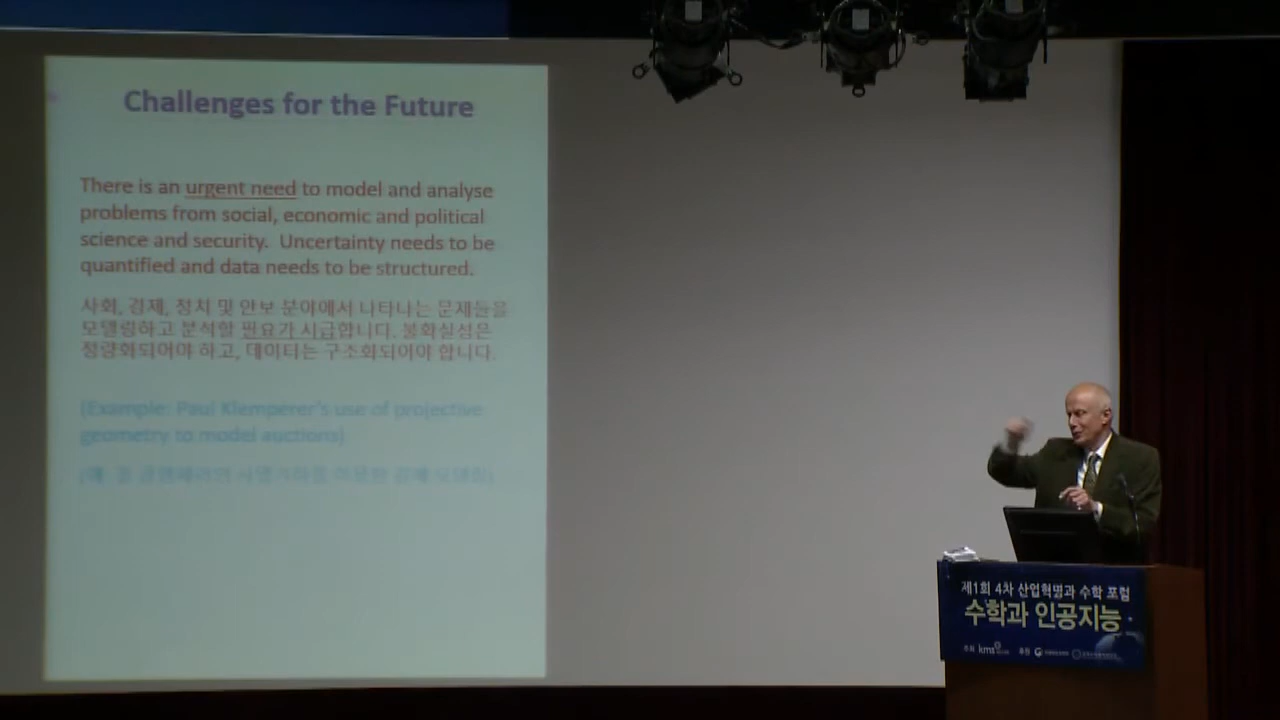 Challenges for the Future
There is an urgent need to model and analyse
problems from social, economic and political
science and security. Uncertainty needs to be
quantified and data needs to be structured.
사회, 경제, 정치 및 안보 분야에서 나타나는 문제들을
모델링하고 분석할 필요가 시급합니다. 불확실성은
정량화되어야 하고, 데이터는 구조화되어야 합니다.
(Example: Paul Klemperer's use of projective
geometry to model auctions)
제1회 4차 산업혁명과 수학 포럼
수학과 인공지능
주최 kms 후원